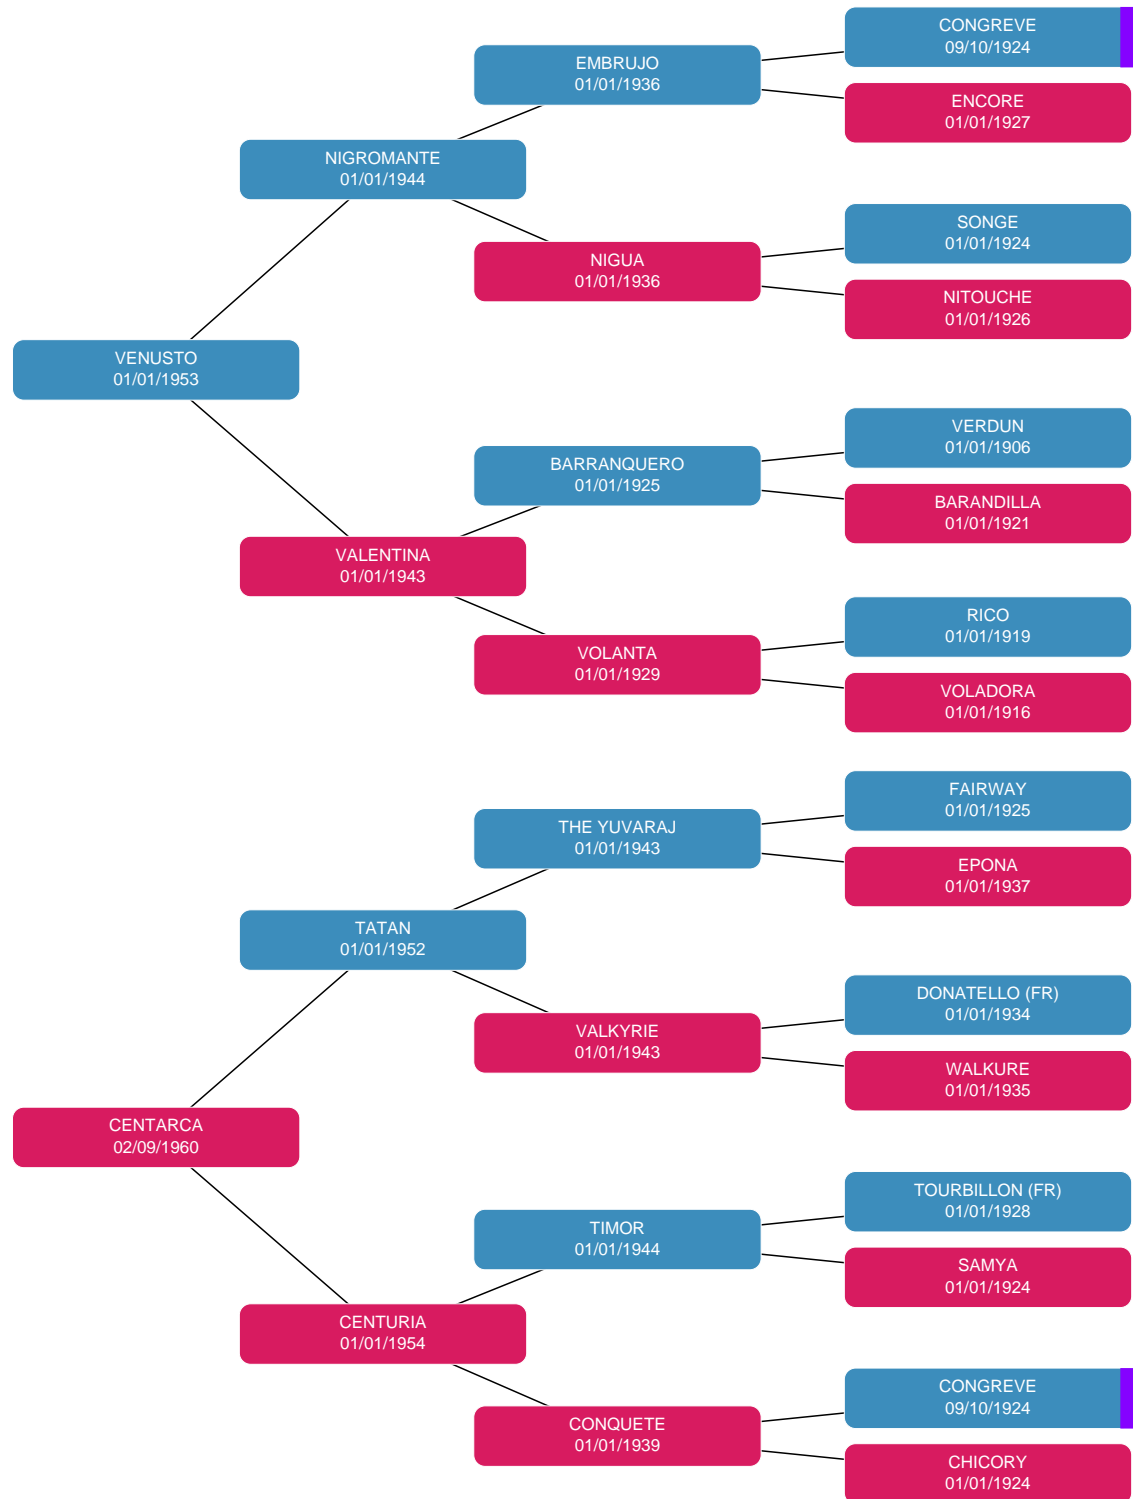 CONGREVE
09/10/1924
EMBRUJO
01/01/1936
ENCORE
01/01/1927
NIGROMANTE
01/01/1944
SONGE
01/01/1924
NIGUA
01/01/1936
NITOUCHE
01/01/1926
VENUSTO
01/01/1953
VERDUN
01/01/1906
BARRANQUERO
01/01/1925
BARANDILLA
01/01/1921
VALENTINA
01/01/1943
RICO
01/01/1919
VOLANTA
01/01/1929
VOLADORA
01/01/1916
FAIRWAY
01/01/1925
THE YUVARAJ
01/01/1943
EPONA
01/01/1937
TATAN
01/01/1952
DONATELLO (FR)
01/01/1934
VALKYRIE
01/01/1943
WALKURE
01/01/1935
CENTARCA
02/09/1960
TOURBILLON (FR)
01/01/1928
TIMOR
01/01/1944
SAMYA
01/01/1924
CENTURIA
01/01/1954
CONGREVE
09/10/1924
CONQUETE
01/01/1939
CHICORY
01/01/1924